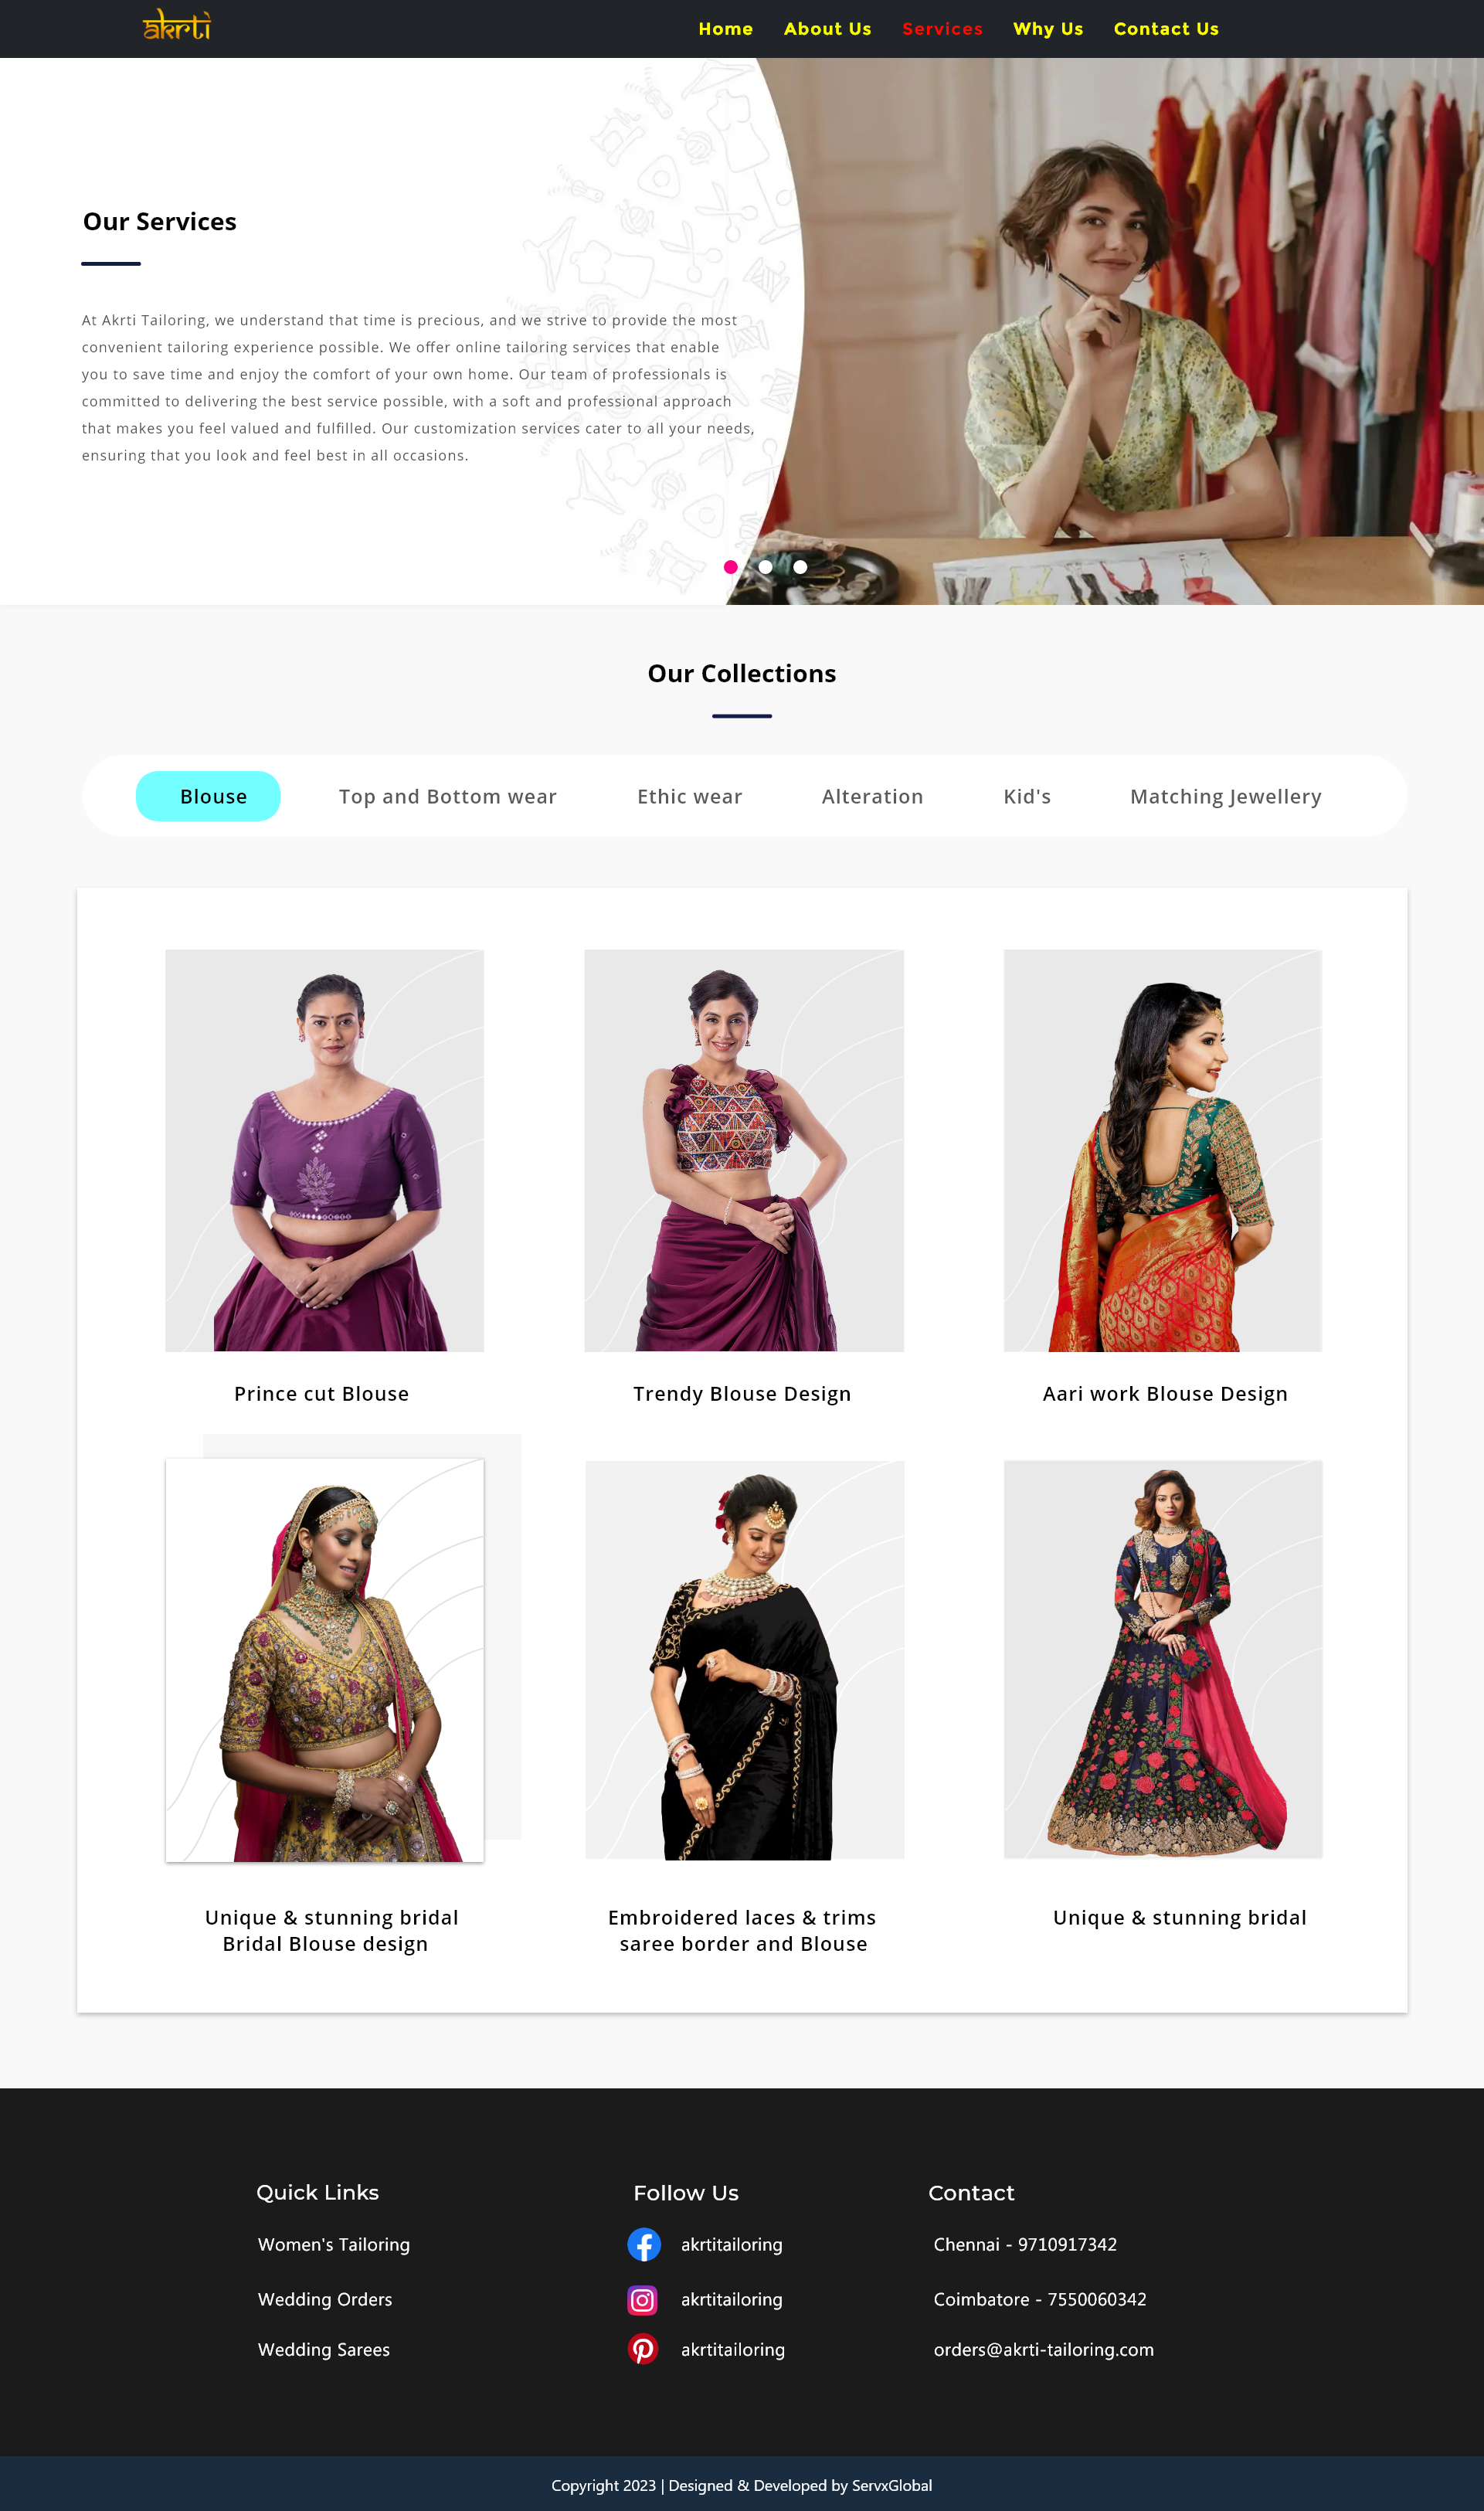 akrti
Home About Us Services Why Us Contact Us
Our Services
At Akrti Tailoring, we understand that time is precious, and we strive to provide the most
convenient tailoring experience possible. We offer online tailoring services that enable
you to save time and enjoy the comfort of your own home. Our team of professionals is
committed to delivering the best service possible, with a soft and professional approach
that makes you feel valued and fulfilled. Our customization services cater to all your needs,
ensuring that you look and feel best in all occasions.
Our Collections
Blouse Top and Bottom wear Ethic wear Alteration Kid's Matching Jewellery
Prince cut Blouse
Trendy Blouse Design
Aari work Blouse Design
Unique & stunning bridal
Bridal Blouse design
Embroidered laces & trims
saree border and Blouse
Unique & stunning bridal
Quick Links
Women's Tailoring
Wedding Orders
Wedding Sarees
Follow Us
akrtitailoring
akrtitailoring
akrtitailoring
Contact
Chennai - 9710917342
Coimbatore - 7550060342
orders@akrti-tailoring.com
Copyright 2023 | Designed & Developed by ServxGlobal